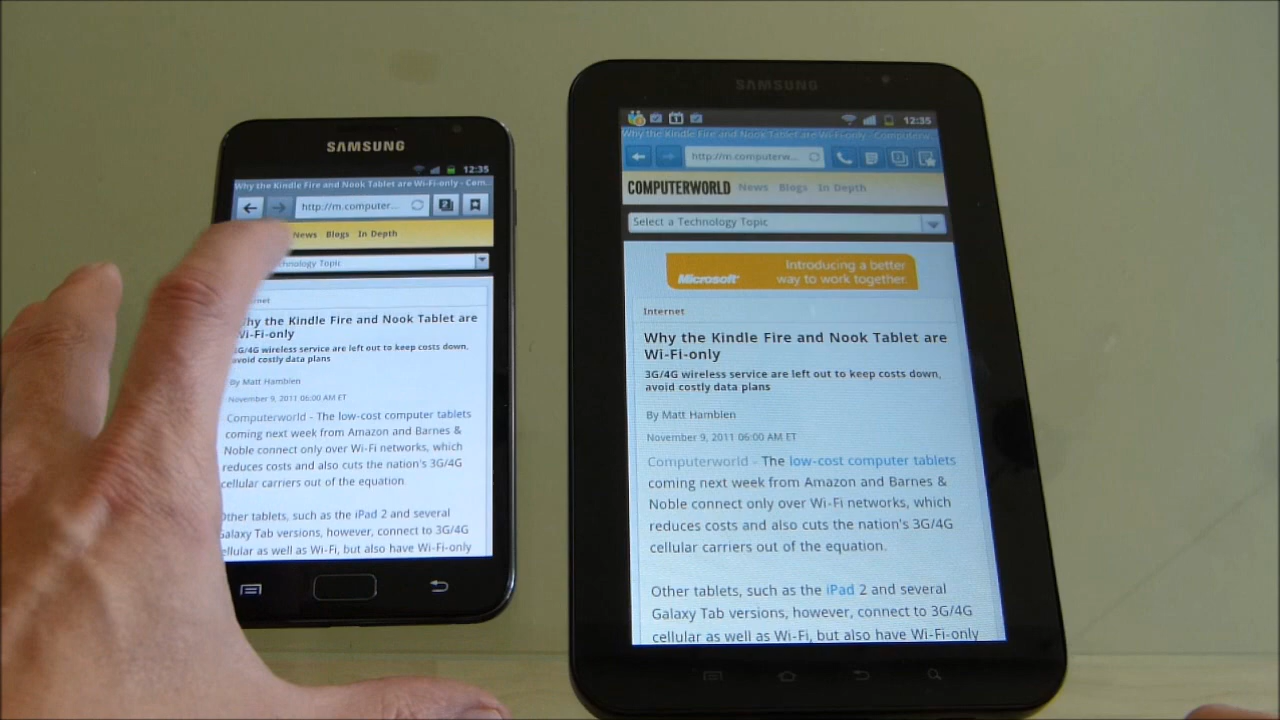 SAMSUNG
12:35
Why the Kindle Fire and Nook Tablet are Wi-Fi-only - Com...
http://m.computer...
2
News Blogs In Depth
Technology Topic
Why the Kindle Fire and Nook Tablet are
Wi-Fi-only
3G/4G wireless service are left out to keep costs down,
avoid costly data plans
By Matt Hamblen
November 9, 2011 06:00 AM ET
Computerworld - The low-cost computer tablets
coming next week from Amazon and Barnes &
Noble connect only over Wi-Fi networks, which
reduces costs and also cuts the nation's 3G/4G
cellular carriers out of the equation
Other tablets, such as the iPad 2 and several
Galaxy Tab versions, however, connect to 3G/4G
cellular as well as Wi-Fi, but also have Wi-Fi-only
SAMSUNG
1
12:35
Why the Kindle Fire and Nook Tablet are Wi-Fi-only - Computerw...
http://m.computerw...
COMPUTERWORLD News Blogs In Depth
Select a Technology Topic
Microsoft
Introducing a better
way to work together.
Internet
Why the Kindle Fire and Nook Tablet are
Wi-Fi-only
3G/4G wireless service are left out to keep costs down,
avoid costly data plans
By Matt Hamblen
November 9, 2011 06:00 AM ET
Computerworld - The low-cost computer tablets
coming next week from Amazon and Barnes &
Noble connect only over Wi-Fi networks, which
reduces costs and also cuts the nation's 3G/4G
cellular carriers out of the equation.
Other tablets, such as the iPad 2 and several
Galaxy Tab versions, however, connect to 3G/4G
cellular as well as Wi-Fi, but also have Wi-Fi-only